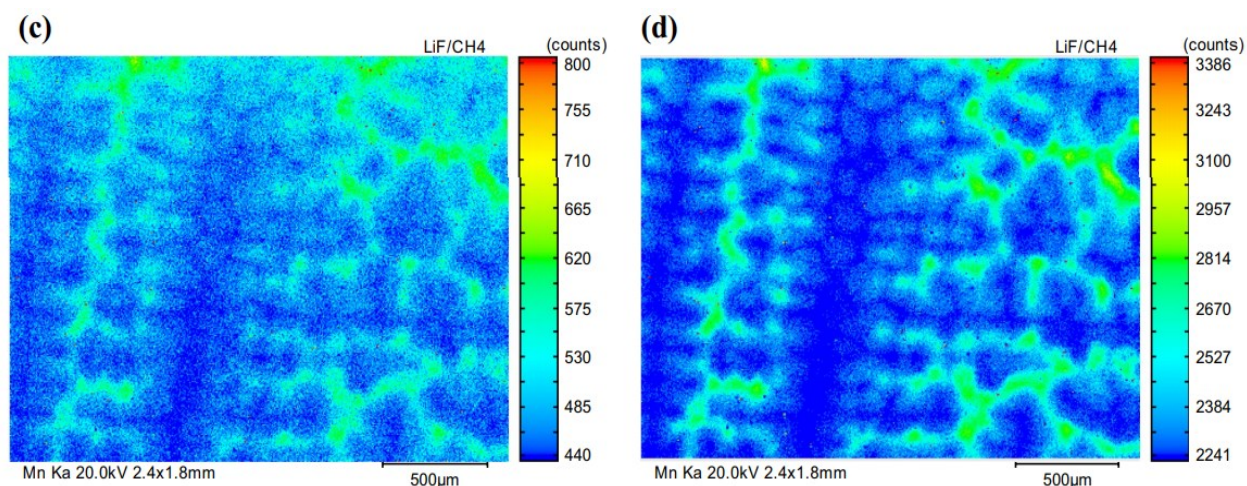 (c)
LiF/CH4
(counts)
800
755
710
665
620
575
530
485
440
Mn Ka 20.0kV 2.4x1.8mm
500µm
(d)
LiF/CH4
(counts)
3386
3243
3100
2957
2814
2670
2527
2384
2241
Mn Ka 20.0kV 2.4x1.8mm
500µm